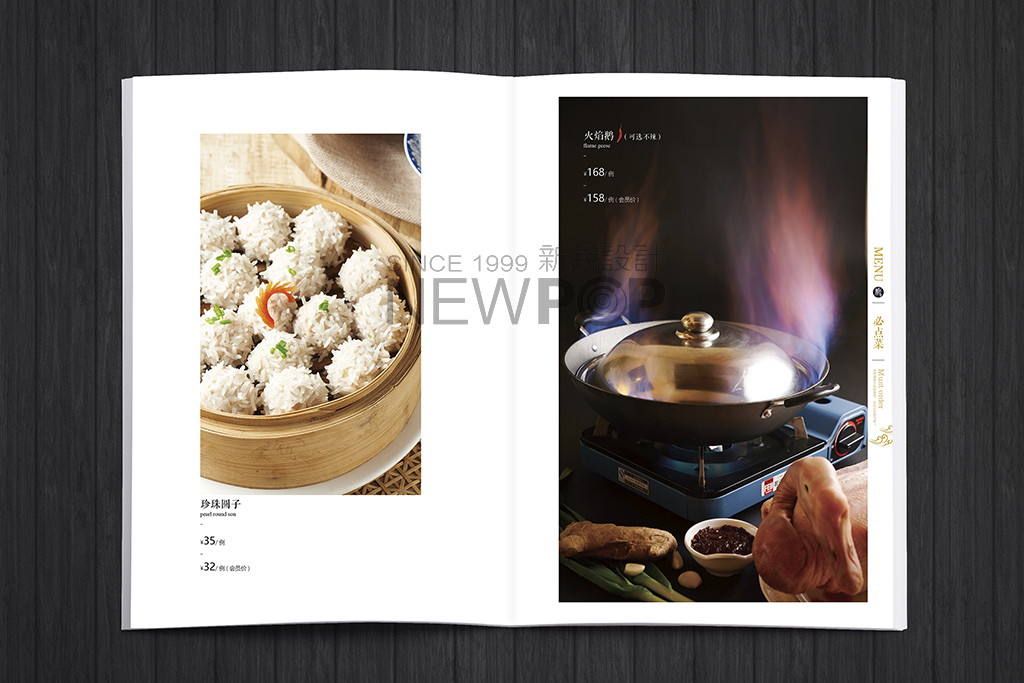 珍珠圆子
pearl round son
¥35/例
¥32/例(会员价)
火焰鹅(可选不辣)
flame geese
¥168/例
¥158/例(会员价)
SINCE 1999 新銳設計
NEWPOP
MENU
必点菜
Must order